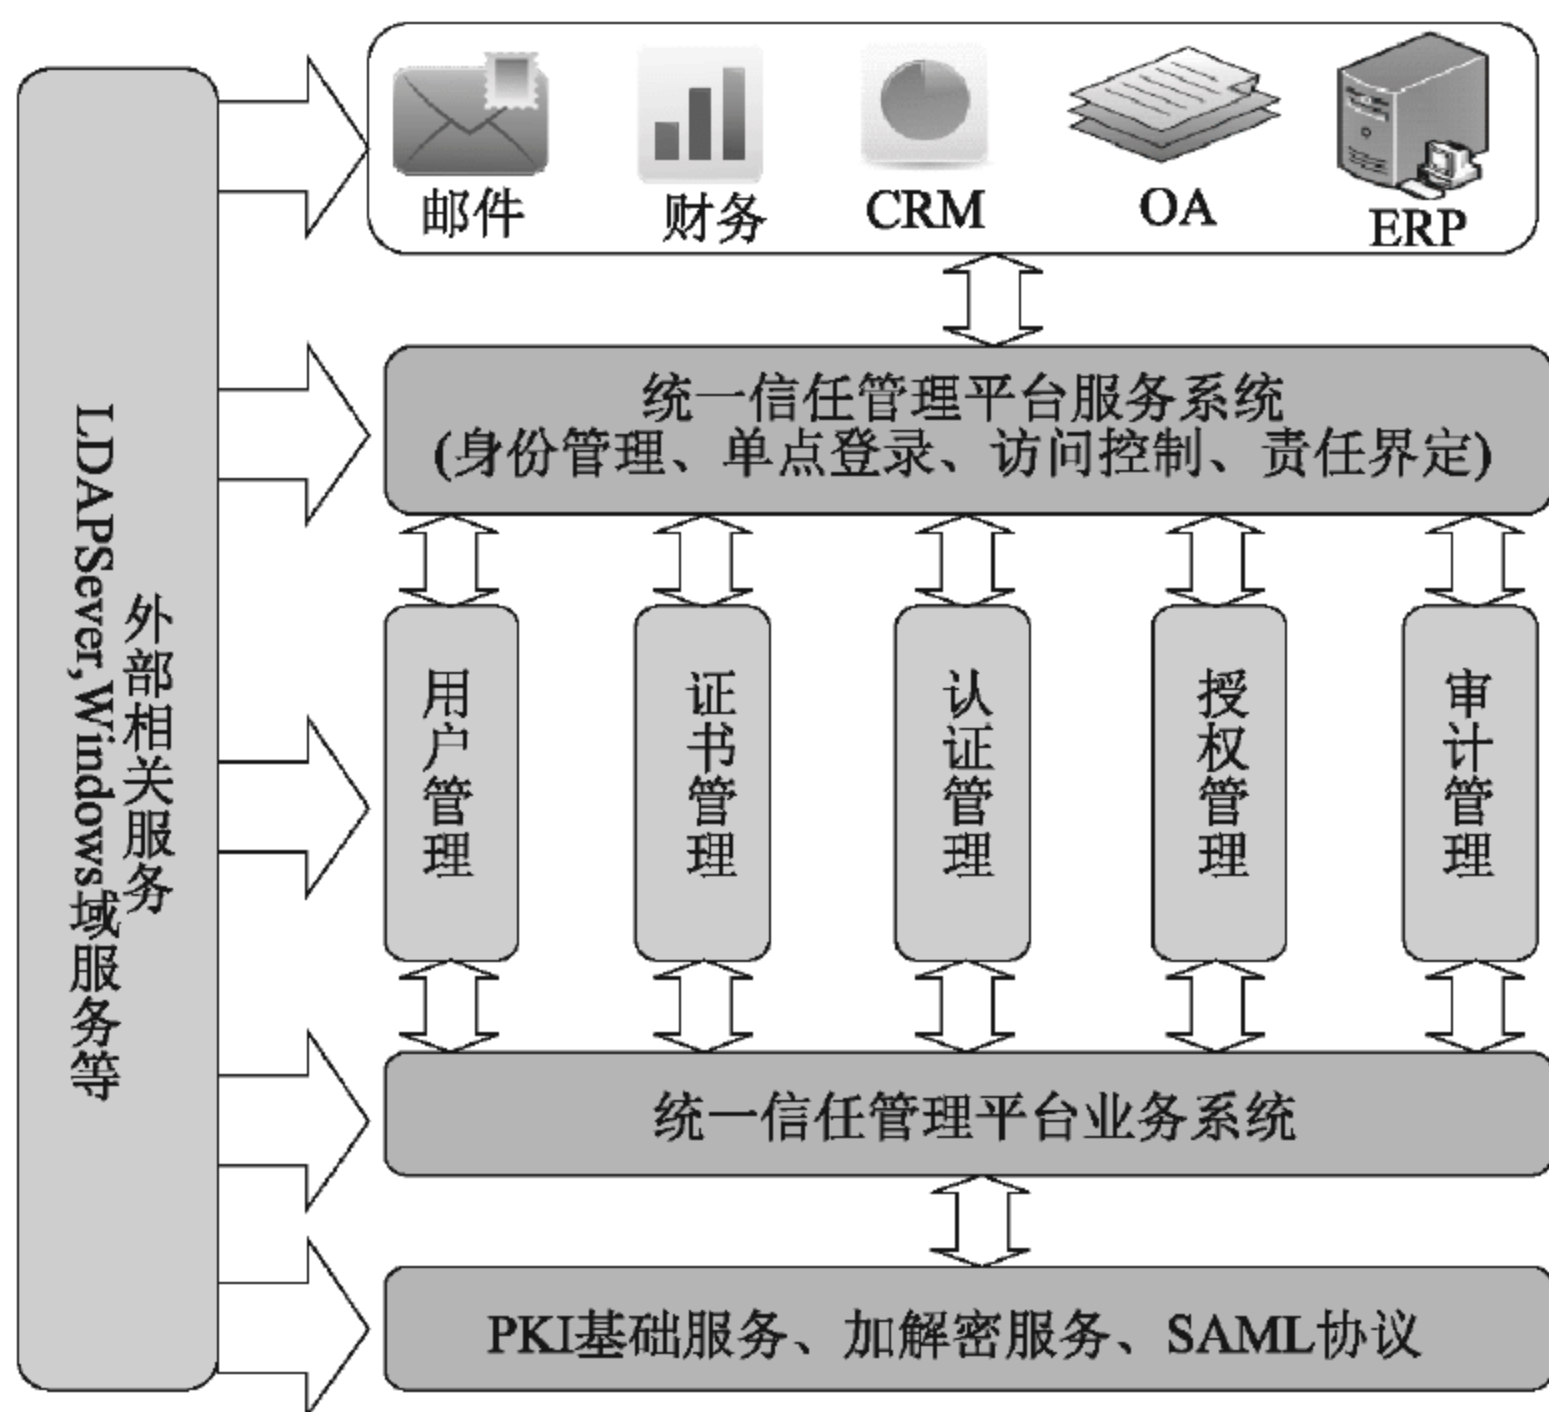 邮件
财务
CRM
OA
ERP
统一信任管理平台服务系统
(身份管理、单点登录、访问控制、责任界定)
外部相关服务
LDAPSever,Windows域服务等
用户管理
证书管理
认证管理
授权管理
审计管理
统一信任管理平台业务系统
PKI基础服务、加解密服务、SAML协议